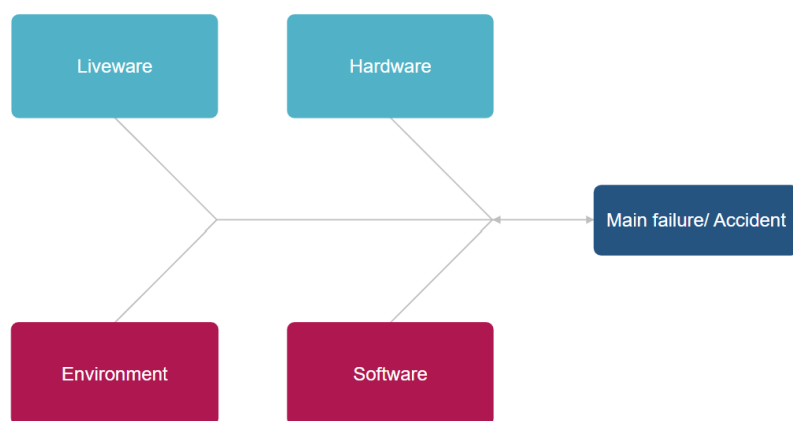 Liveware
Hardware
Main failure/ Accident
Environment
Software